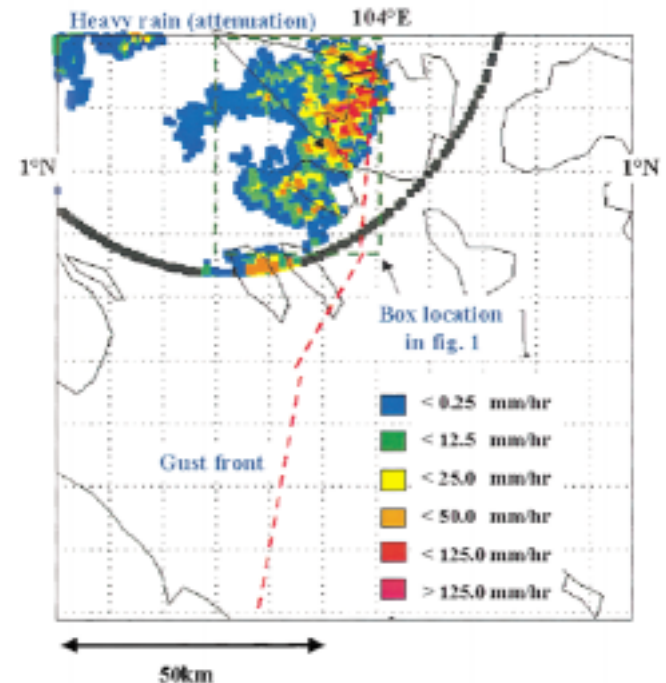 Heavy rain (attenuation)
104°E
1°N
1°N
Box location
in fig. 1
Gust front
< 0.25 mm/hr
< 12.5 mm/hr
< 25.0 mm/hr
< 50.0 mm/hr
< 125.0 mm/hr
> 125.0 mm/hr
50km